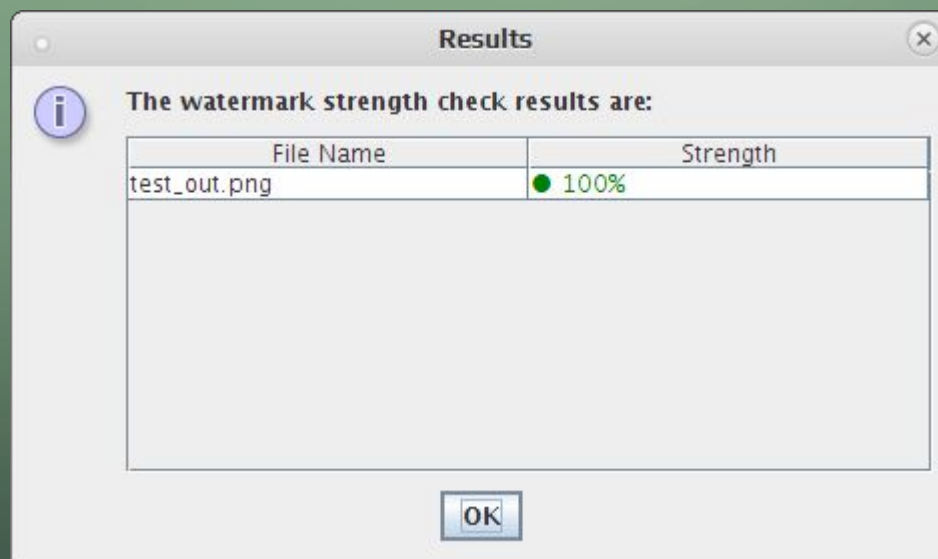 Results
The watermark strength check results are:
File Name Strength
test_out.png 100%
OK